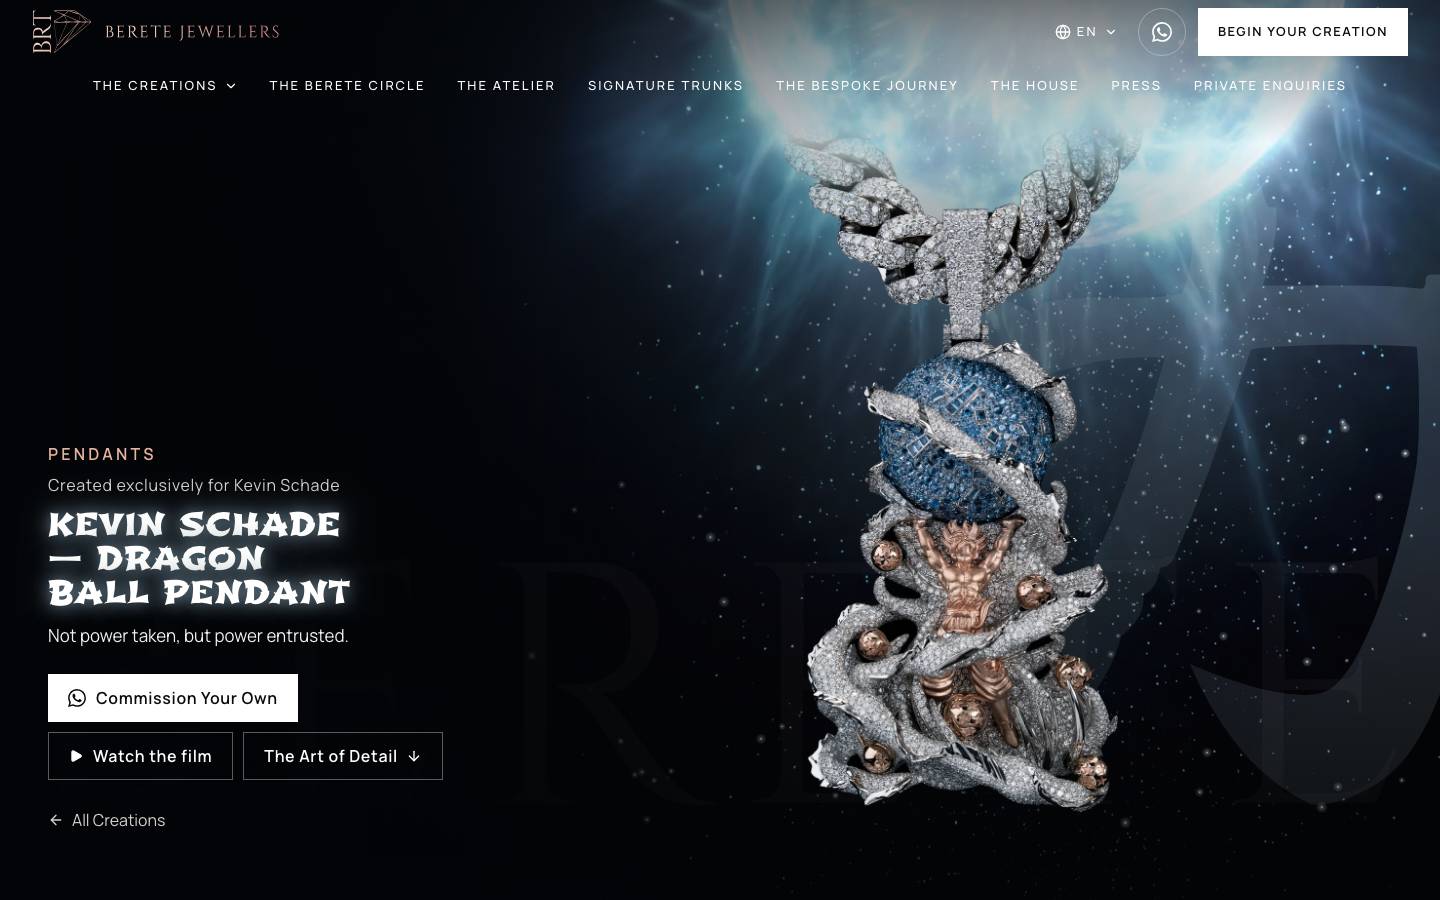 BRT
BERETE JEWELLERS
EN
BEGIN YOUR CREATION
THE CREATIONS
THE BERETE CIRCLE
THE ATELIER
SIGNATURE TRUNKS
THE BESPOKE JOURNEY
THE HOUSE
PRESS
PRIVATE ENQUIRIES
PENDANTS
Created exclusively for Kevin Schade
KEVIN SCHADE
— DRAGON
BALL PENDANT
Not power taken, but power entrusted.
Commission Your Own
Watch the film
The Art of Detail
All Creations